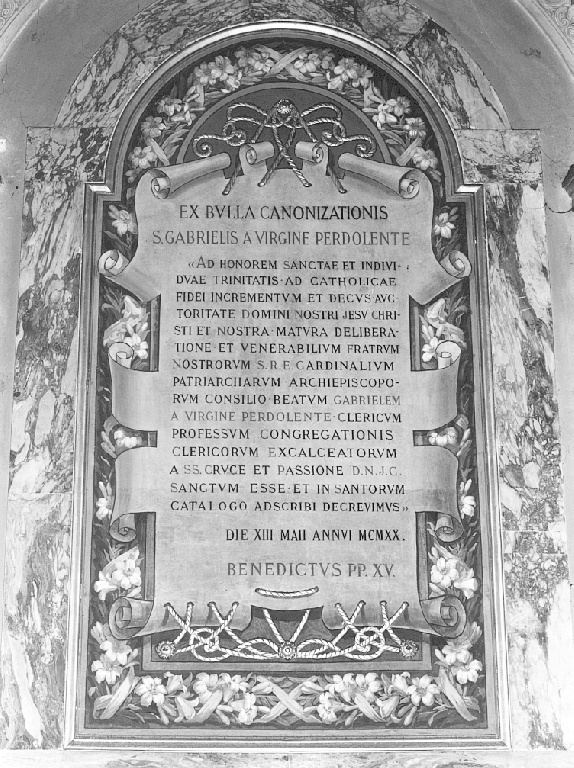 EX BVLLA CANONIZATIONIS
S. GABRIELIS A VIRGINE PERDOLENTE
«AD HONOREM SANCTAE ET INDIVI-
DVAE TRINITATIS·AD CATHOLICAE
FIDEI INCREMENTVM ET DECVS AVC-
TORITATE DOMINI NOSTRI JESV CHRI-
STI ET NOSTRA·MATVRA DELIBERA-
TIONE·ET VENERABILIVM FRATRVM
NOSTRORVM S.R.E. CARDINALIVM
PATRIARCHARVM ARCHIEPISCOPO-
RVM CONSILIO·BEATVM GABRIELEM
A VIRGINE PERDOLENTE·CLERICVM
PROFESSVM CONGREGATIONIS
CLERICORVM EXCALCEATORVM
A SS. CRVCE ET PASSIONE D.N.J.C.
SANCTVM ESSE·ET IN SANTORVM
CATALOGO ADSCRIBI DECREVIMVS»
DIE XIII MAII ANNVI MCMXX.
BENEDICTVS PP. XV.